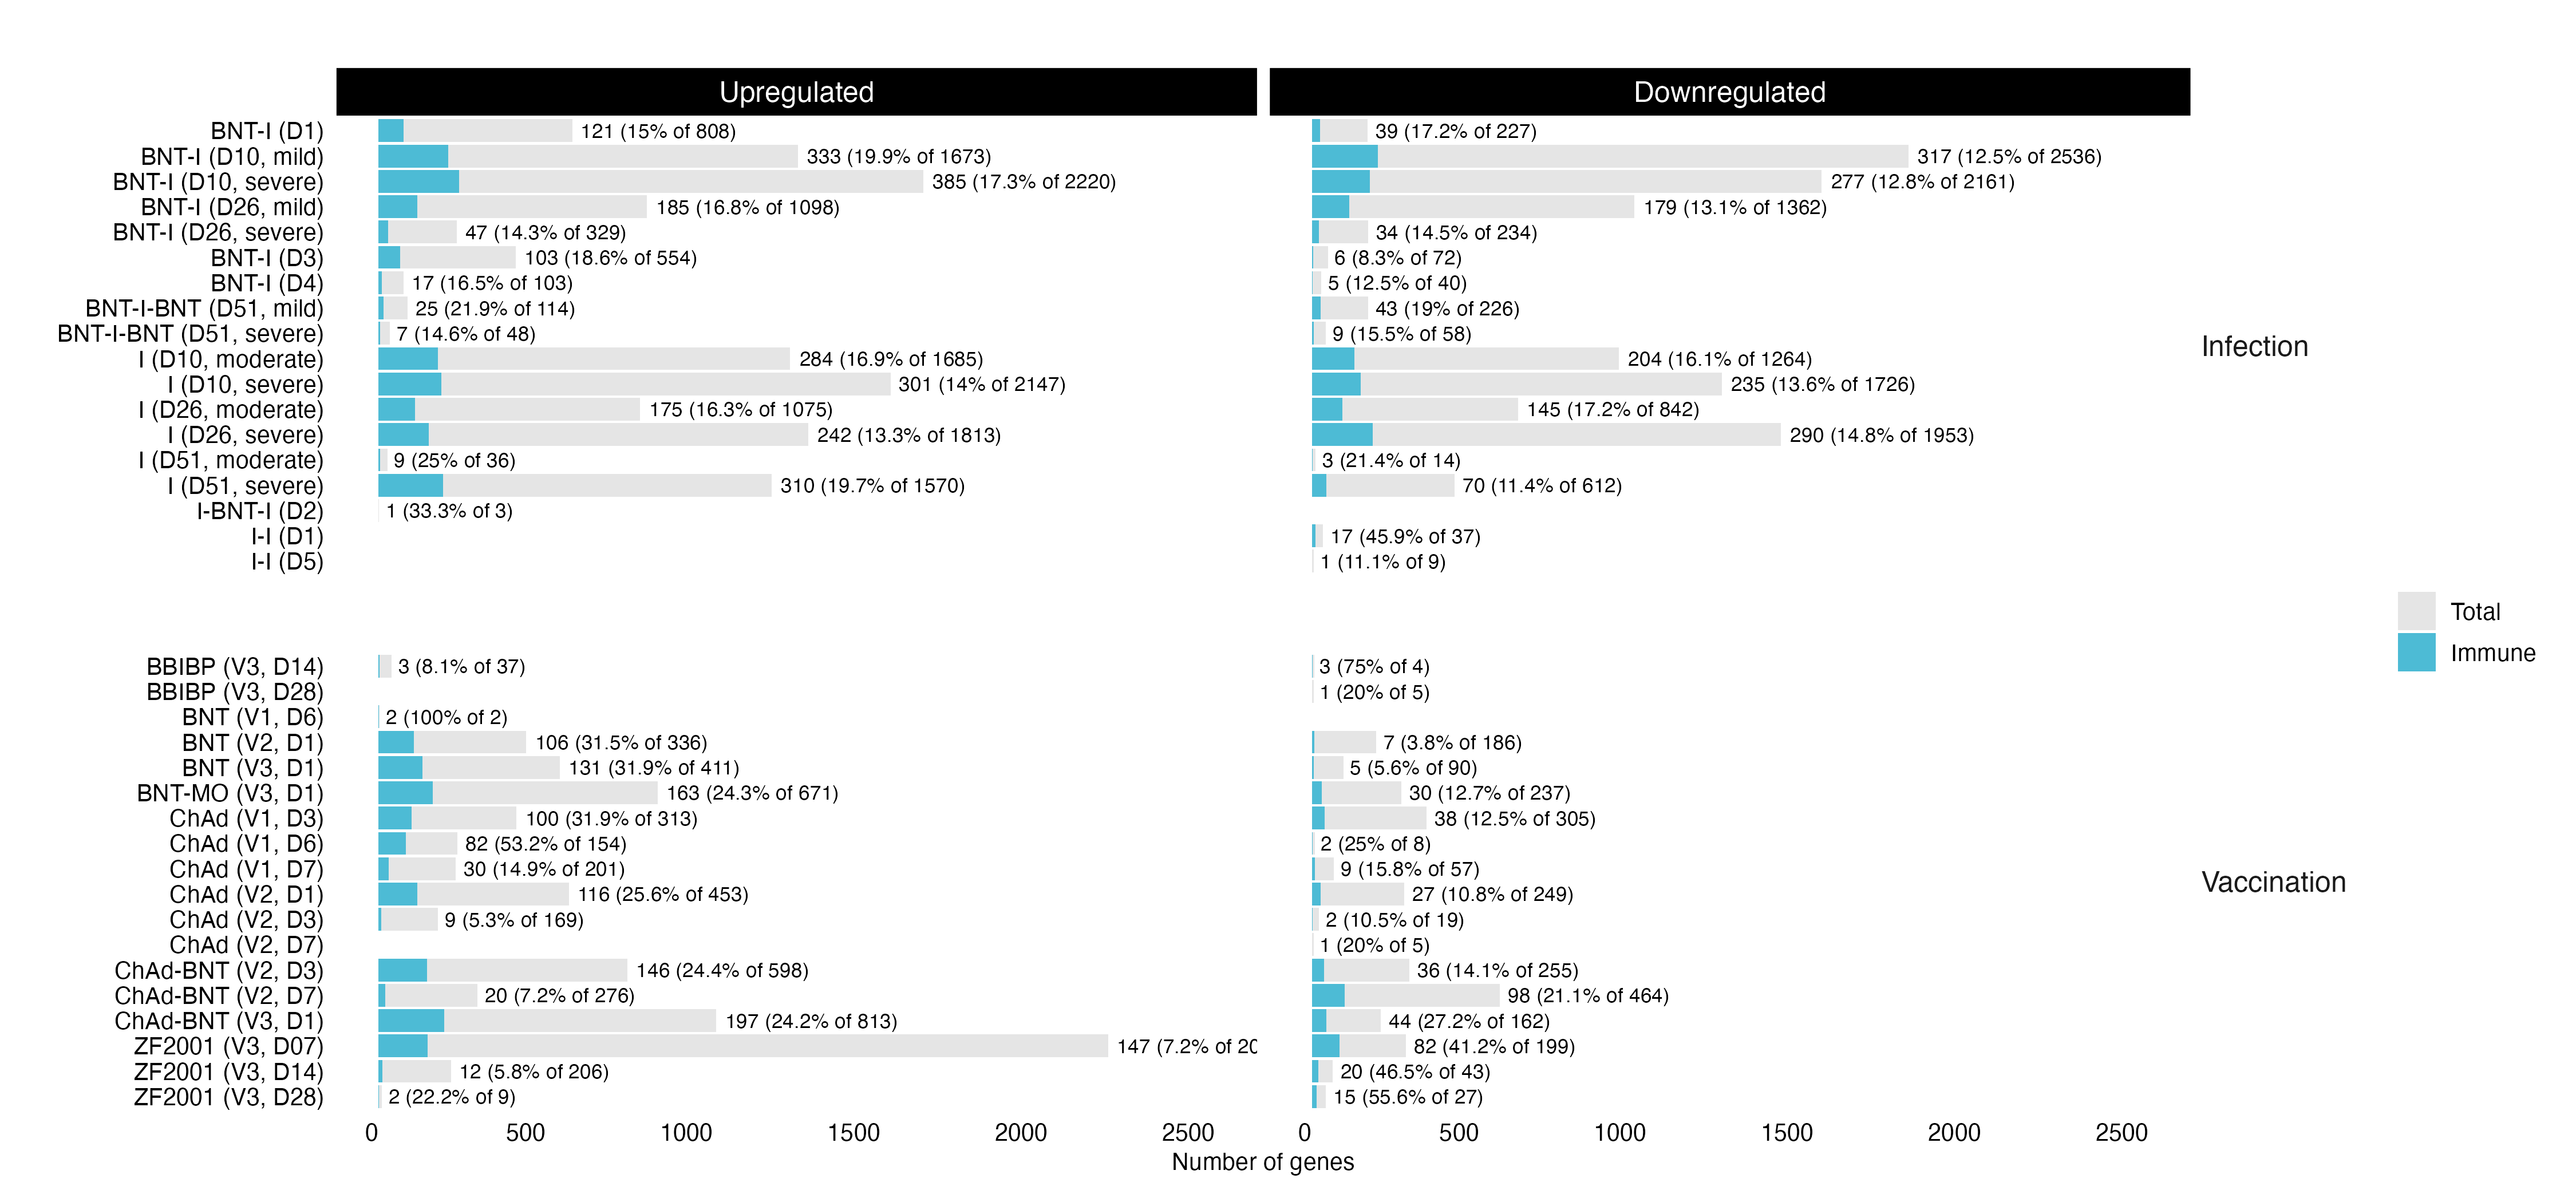 Upregulated Downregulated
BNT-I (D1) 121 (15% of 808) 39 (17.2% of 227)
BNT-I (D10, mild) 333 (19.9% of 1673) 317 (12.5% of 2536)
BNT-I (D10, severe) 385 (17.3% of 2220) 277 (12.8% of 2161)
BNT-I (D26, mild) 185 (16.8% of 1098) 179 (13.1% of 1362)
BNT-I (D26, severe) 47 (14.3% of 329) 34 (14.5% of 234)
BNT-I (D3) 103 (18.6% of 554) 6 (8.3% of 72)
BNT-I (D4) 17 (16.5% of 103) 5 (12.5% of 40)
BNT-I-BNT (D51, mild) 25 (21.9% of 114) 43 (19% of 226)
BNT-I-BNT (D51, severe) 7 (14.6% of 48) 9 (15.5% of 58)
Infection
I (D10, moderate) 284 (16.9% of 1685) 204 (16.1% of 1264)
I (D10, severe) 301 (14% of 2147) 235 (13.6% of 1726)
I (D26, moderate) 175 (16.3% of 1075) 145 (17.2% of 842)
I (D26, severe) 242 (13.3% of 1813) 290 (14.8% of 1953)
I (D51, moderate) 9 (25% of 36) 3 (21.4% of 14)
I (D51, severe) 310 (19.7% of 1570) 70 (11.4% of 612)
I-BNT-I (D2) 1 (33.3% of 3)
I-I (D1) 17 (45.9% of 37)
I-I (D5) 1 (11.1% of 9)
Total
Immune
BBIBP (V3, D14) 3 (8.1% of 37) 3 (75% of 4)
BBIBP (V3, D28) 1 (20% of 5)
BNT (V1, D6) 2 (100% of 2)
BNT (V2, D1) 106 (31.5% of 336) 7 (3.8% of 186)
BNT (V3, D1) 131 (31.9% of 411) 5 (5.6% of 90)
BNT-MO (V3, D1) 163 (24.3% of 671) 30 (12.7% of 237)
ChAd (V1, D3) 100 (31.9% of 313) 38 (12.5% of 305)
ChAd (V1, D6) 82 (53.2% of 154) 2 (25% of 8)
ChAd (V1, D7) 30 (14.9% of 201) 9 (15.8% of 57)
Vaccination
ChAd (V2, D1) 116 (25.6% of 453) 27 (10.8% of 249)
ChAd (V2, D3) 9 (5.3% of 169) 2 (10.5% of 19)
ChAd (V2, D7) 1 (20% of 5)
ChAd-BNT (V2, D3) 146 (24.4% of 598) 36 (14.1% of 255)
ChAd-BNT (V2, D7) 20 (7.2% of 276) 98 (21.1% of 464)
ChAd-BNT (V3, D1) 197 (24.2% of 813) 44 (27.2% of 162)
ZF2001 (V3, D07) 147 (7.2% of 82 (41.2% of 199)
ZF2001 (V3, D14) 12 (5.8% of 206) 20 (46.5% of 43)
ZF2001 (V3, D28) 2 (22.2% of 9) 15 (55.6% of 27)
0 500 1000 1500 2000 2500 0 500 1000 1500 2000 2500
Number of genes